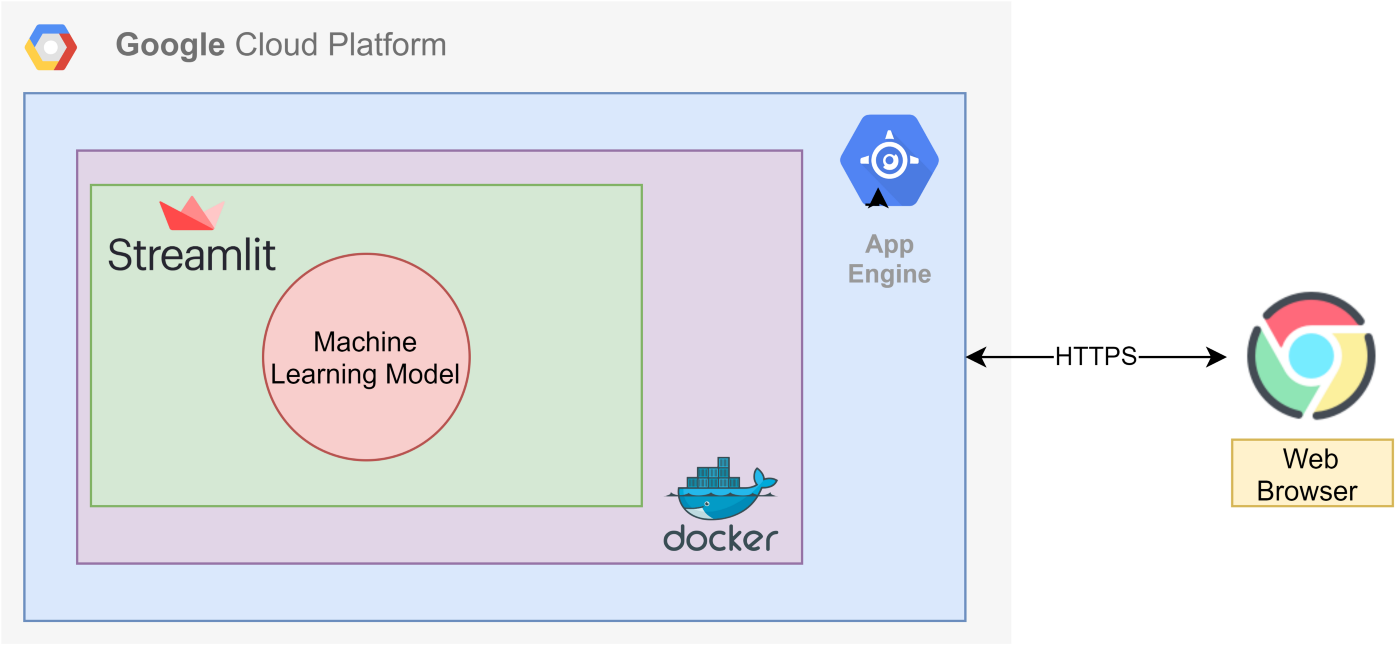 Google Cloud Platform
App
Engine
Streamlit
Machine
Learning Model
HTTPS
docker
Web
Browser